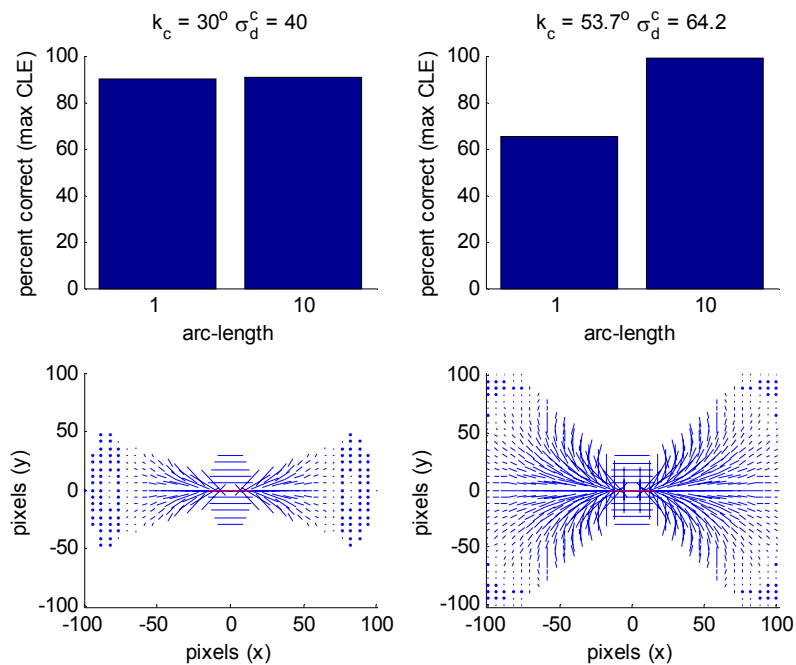 k_c = 30° σ_d^c = 40
percent correct (max CLE)
100
80
60
40
20
0
1 10
arc-length
k_c = 53.7° σ_d^c = 64.2
percent correct (max CLE)
100
80
60
40
20
0
1 10
arc-length
pixels (y)
100
50
0
-50
-100
-100 -50 0 50 100
pixels (x)
pixels (y)
100
50
0
-50
-100
-100 -50 0 50 100
pixels (x)